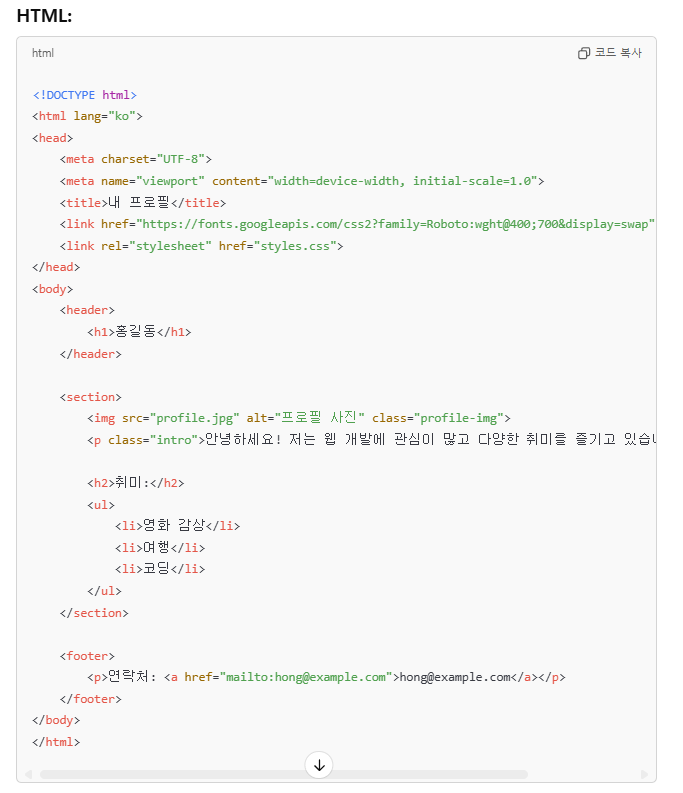 HTML:
html
코드 복사
<!DOCTYPE html>
<html lang="ko">
<head>
    <meta charset="UTF-8">
    <meta name="viewport" content="width=device-width, initial-scale=1.0">
    <title>내 프로필</title>
    <link href="https://fonts.googleapis.com/css2?family=Roboto:wght@400;700&display=swap"
    <link rel="stylesheet" href="styles.css">
</head>
<body>
    <header>
        <h1>홍길동</h1>
    </header>
    <section>
        <img src="profile.jpg" alt="프로필 사진" class="profile-img">
        <p class="intro">안녕하세요! 저는 웹 개발에 관심이 많고 다양한 취미를 즐기고
        <h2>취미:</h2>
        <ul>
            <li>영화 감상</li>
            <li>여행</li>
            <li>코딩</li>
        </ul>
    </section>
    <footer>
        <p>연락처: <a href="mailto:hong@example.com">hong@example.com</a></p>
    </footer>
</body>
</html>